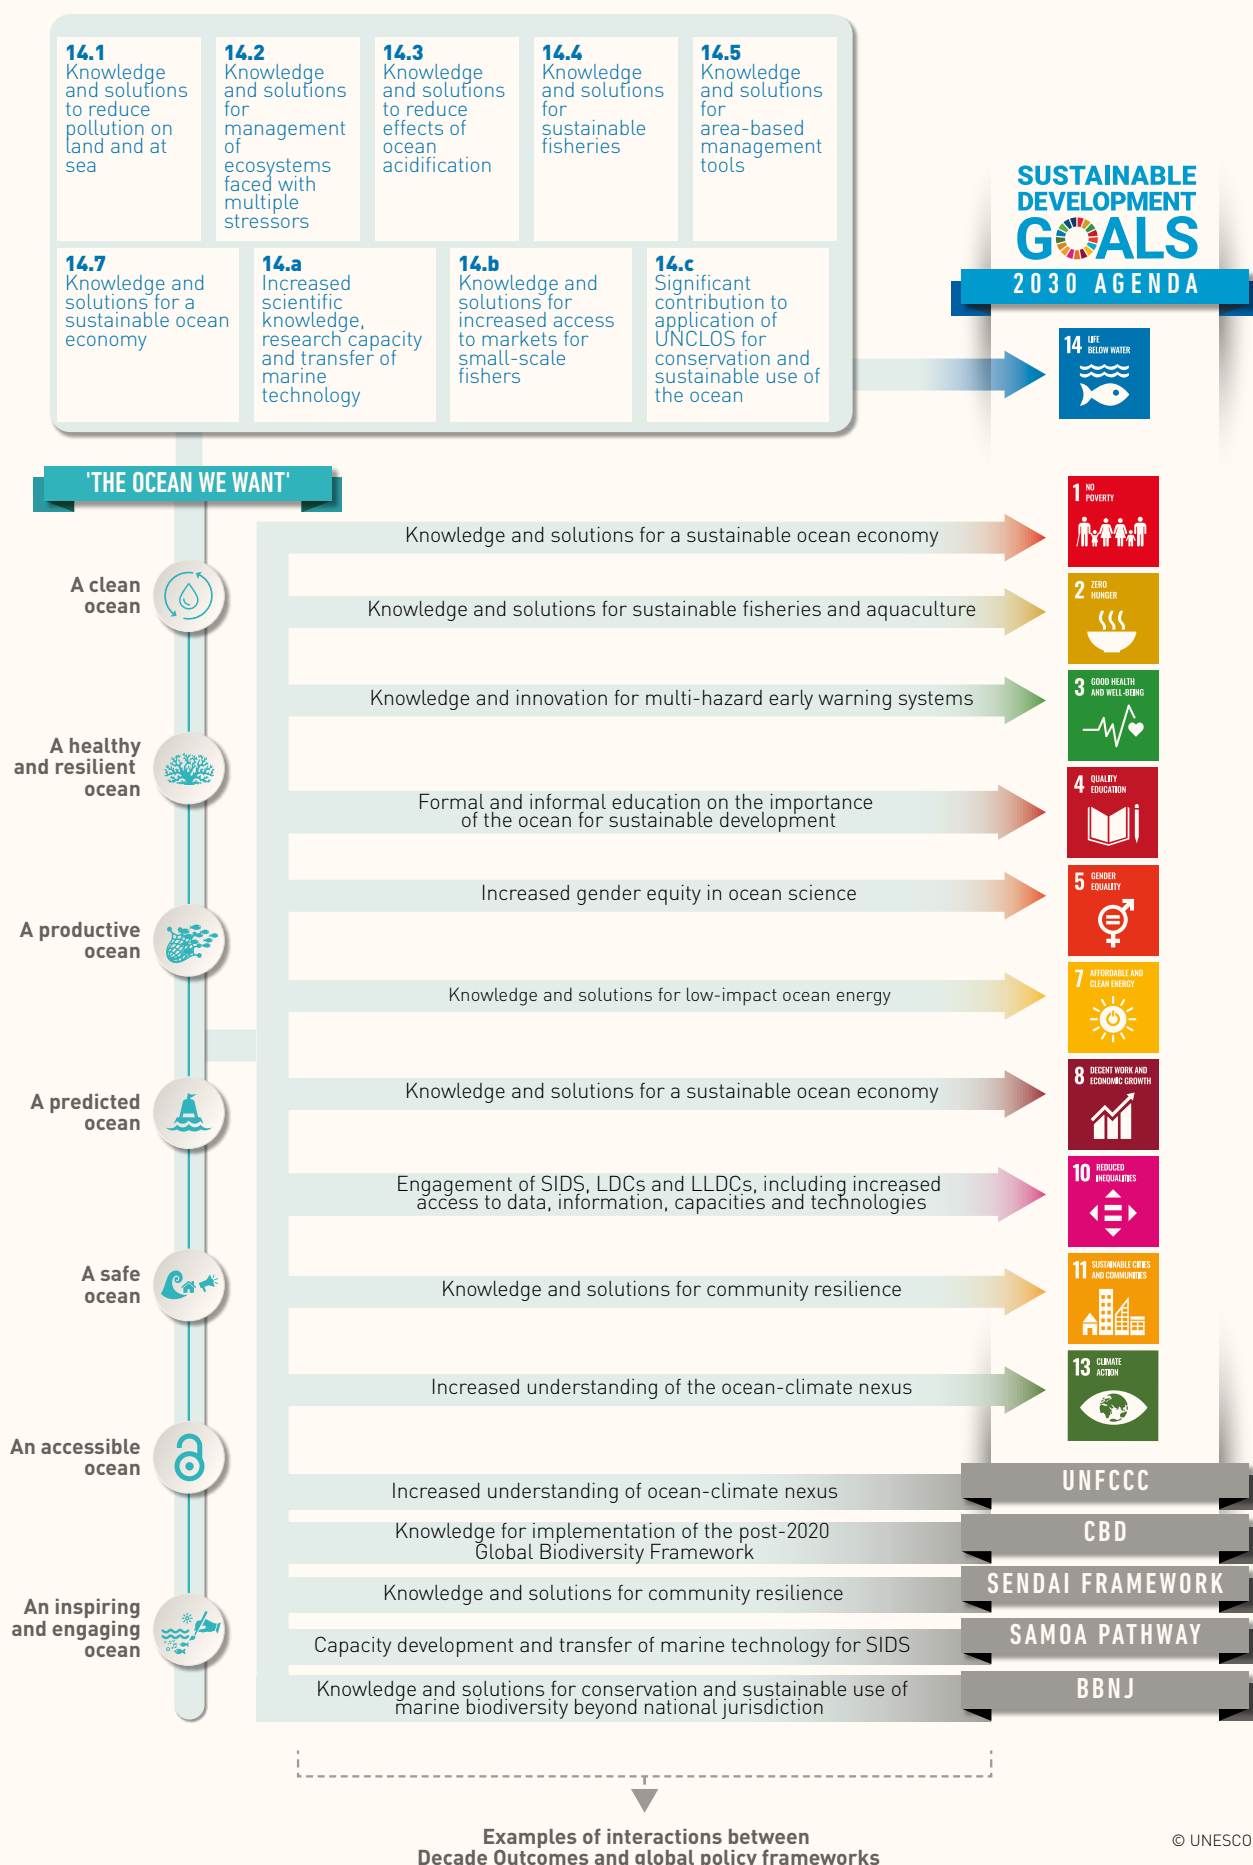 14.1
Knowledge
and solutions
to reduce
pollution on
land and at
sea
14.2
Knowledge
and solutions
for
management
of
ecosystems
faced with
multiple
stressors
14.3
Knowledge
and solutions
to reduce
effects of
ocean
acidification
14.4
Knowledge
and solutions
for
sustainable
fisheries
14.5
Knowledge
and solutions
for
area-based
management
tools
14.7
Knowledge and
solutions for a
sustainable ocean
economy
14.a
Increased
scientific
knowledge,
research capacity
and transfer of
marine
technology
14.b
Knowledge and
solutions for
increased access
to markets for
small-scale
fishers
14.c
Significant
contribution to
application of
UNCLOS for
conservation and
sustainable use of
the ocean
SUSTAINABLE
DEVELOPMENT
GOALS
2030 AGENDA
14 LIFE
BELOW WATER
'THE OCEAN WE WANT'
A clean
ocean
A healthy
and resilient
ocean
A productive
ocean
A predicted
ocean
A safe
ocean
An accessible
ocean
An inspiring
and engaging
ocean
Knowledge and solutions for a sustainable ocean economy
1 NO
POVERTY
Knowledge and solutions for sustainable fisheries and aquaculture
2 ZERO
HUNGER
Knowledge and innovation for multi-hazard early warning systems
3 GOOD HEALTH
AND WELL-BEING
Formal and informal education on the importance
of the ocean for sustainable development
4 QUALITY
EDUCATION
Increased gender equity in ocean science
5 GENDER
EQUALITY
Knowledge and solutions for low-impact ocean energy
7 AFFORDABLE AND
CLEAN ENERGY
Knowledge and solutions for a sustainable ocean economy
8 DECENT WORK AND
ECONOMIC GROWTH
Engagement of SIDS, LDCs and LLDCs, including increased
access to data, information, capacities and technologies
10 REDUCED
INEQUALITIES
Knowledge and solutions for community resilience
11 SUSTAINABLE CITIES
AND COMMUNITIES
Increased understanding of the ocean-climate nexus
13 CLIMATE
ACTION
Increased understanding of ocean-climate nexus
UNFCCC
Knowledge for implementation of the post-2020
Global Biodiversity Framework
CBD
Knowledge and solutions for community resilience
SENDAI FRAMEWORK
Capacity development and transfer of marine technology for SIDS
SAMOA PATHWAY
Knowledge and solutions for conservation and sustainable use of
marine biodiversity beyond national jurisdiction
BBNJ
Examples of interactions between
Decade Outcomes and global policy frameworks
© UNESCO